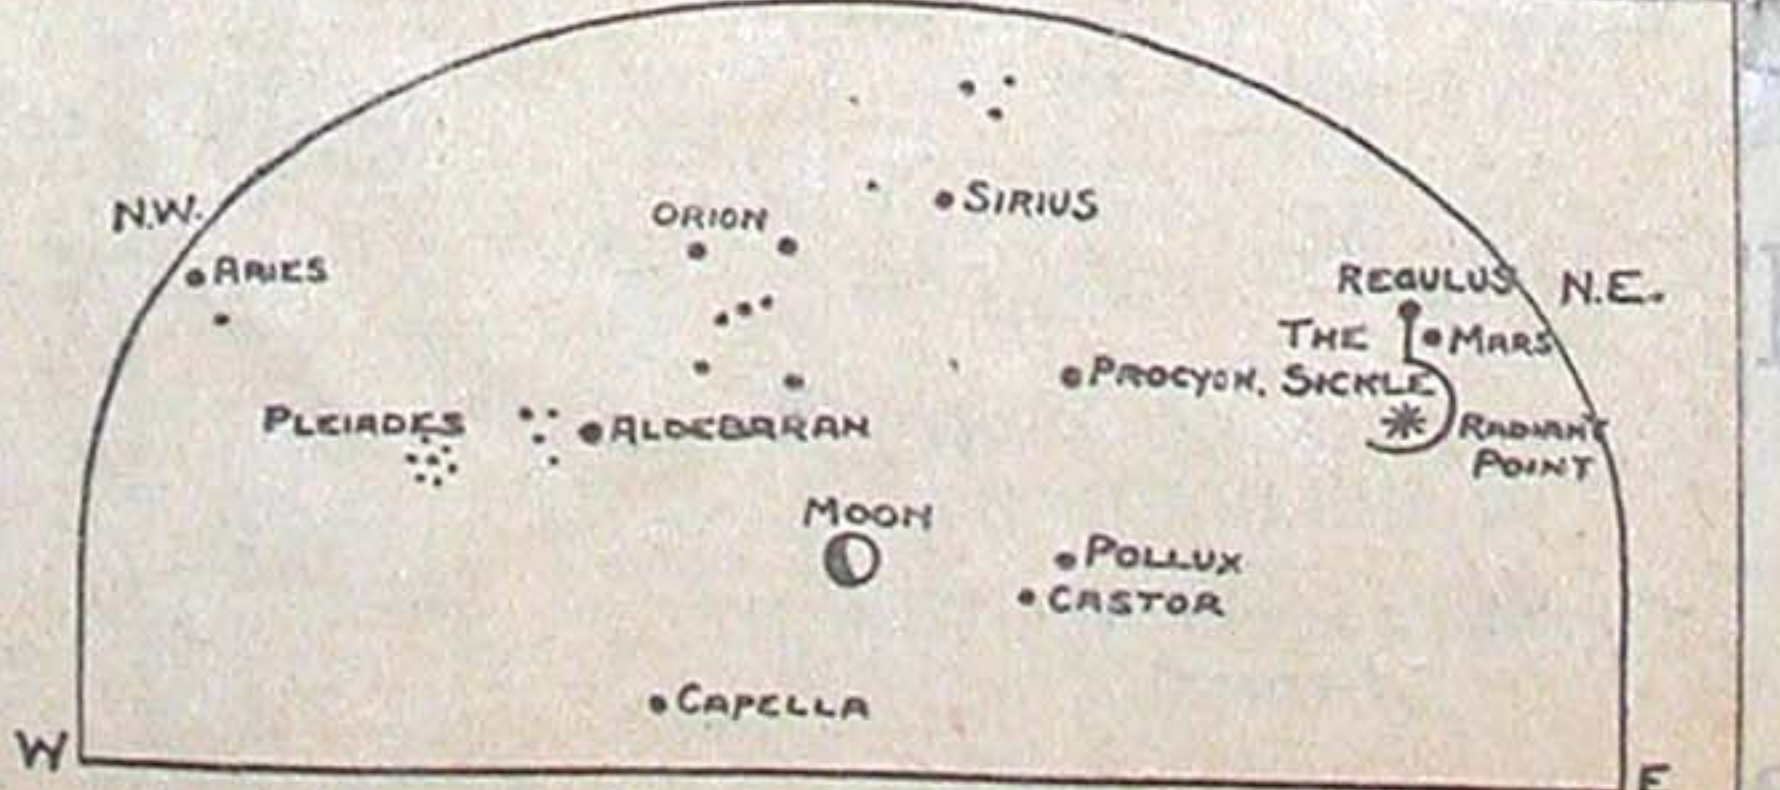 SIRIUS
N.W.
ORION
ARIES
REGULUS
N.E.
THE
MARS
PROCYON. SICKLE
PLEIADES
ALDEBARAN
RADIANT
POINT
MOON
POLLUX
CASTOR
CAPELLA
W
E